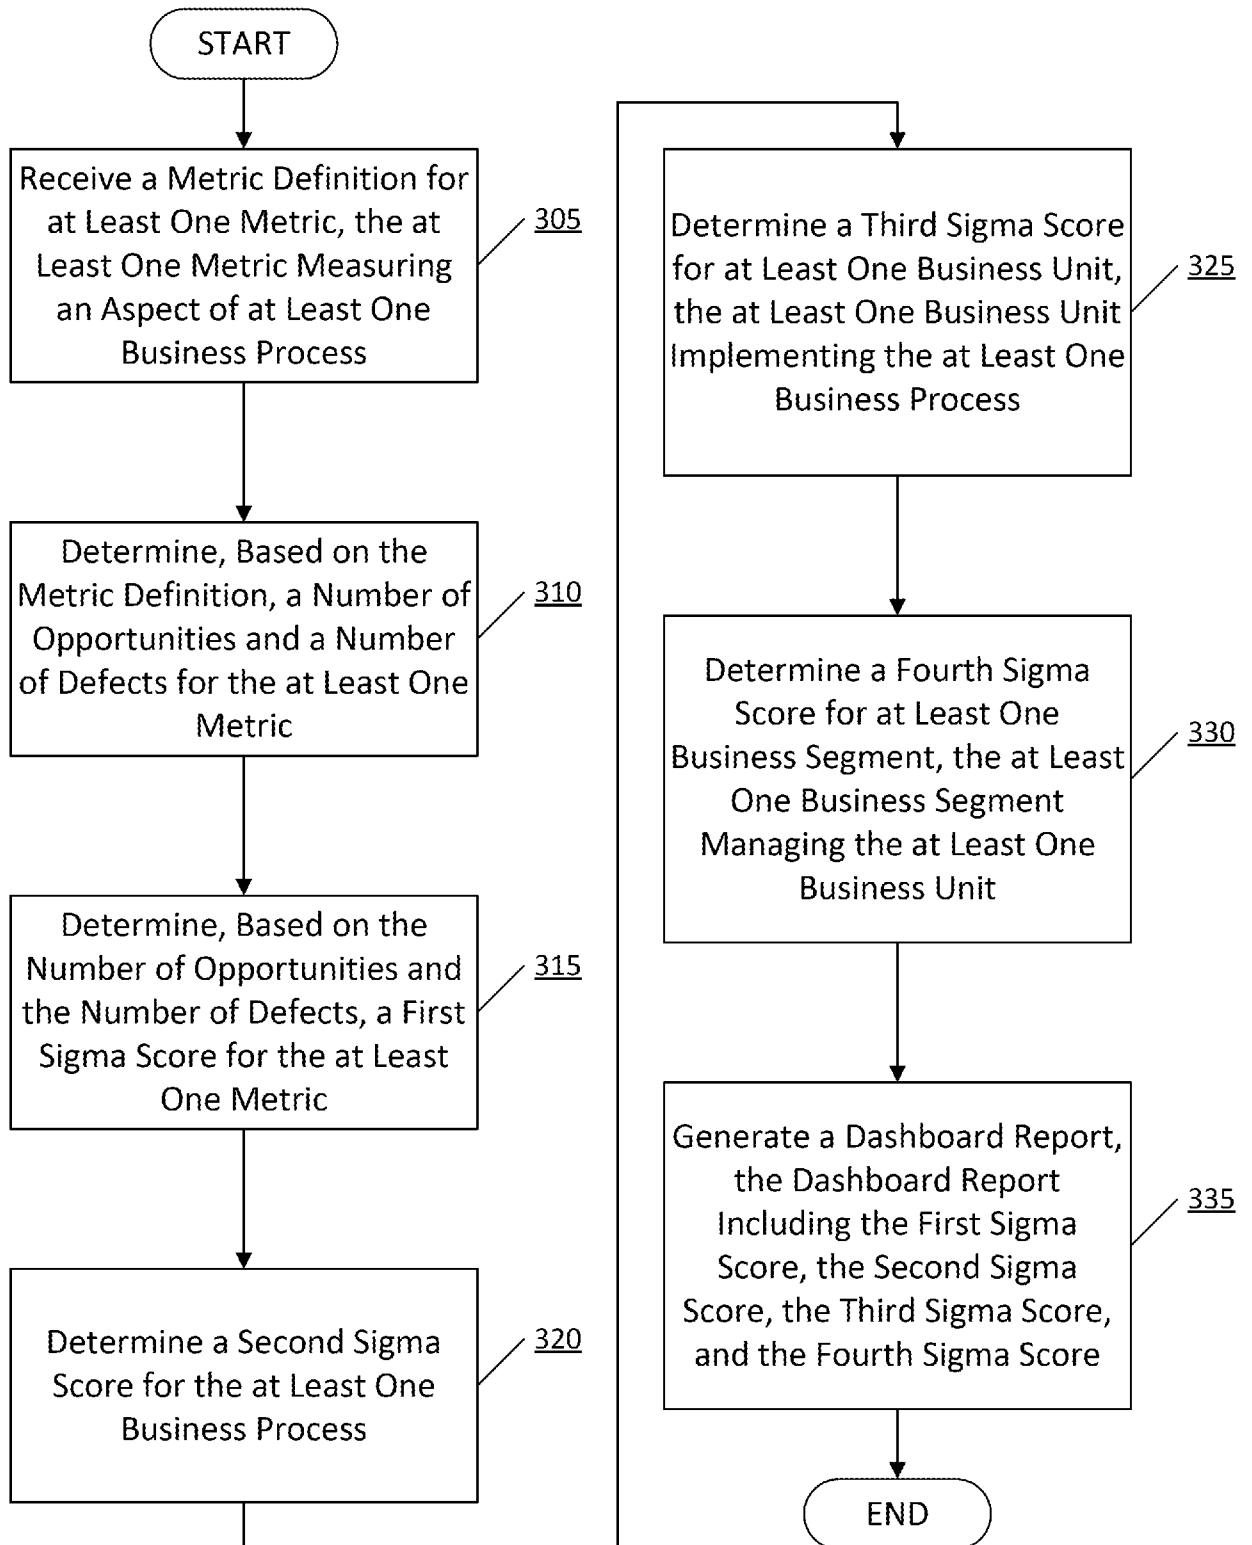 START
Receive a Metric Definition for
at Least One Metric, the at
Least One Metric Measuring
an Aspect of at Least One
Business Process
305
Determine, Based on the
Metric Definition, a Number of
Opportunities and a Number
of Defects for the at Least One
Metric
310
Determine, Based on the
Number of Opportunities and
the Number of Defects, a First
Sigma Score for the at Least
One Metric
315
Determine a Second Sigma
Score for the at Least One
Business Process
320
Determine a Third Sigma Score
for at Least One Business Unit,
the at Least One Business Unit
Implementing the at Least One
Business Process
325
Determine a Fourth Sigma
Score for at Least One
Business Segment, the at Least
One Business Segment
Managing the at Least One
Business Unit
330
Generate a Dashboard Report,
the Dashboard Report
Including the First Sigma
Score, the Second Sigma
Score, the Third Sigma Score,
and the Fourth Sigma Score
335
END